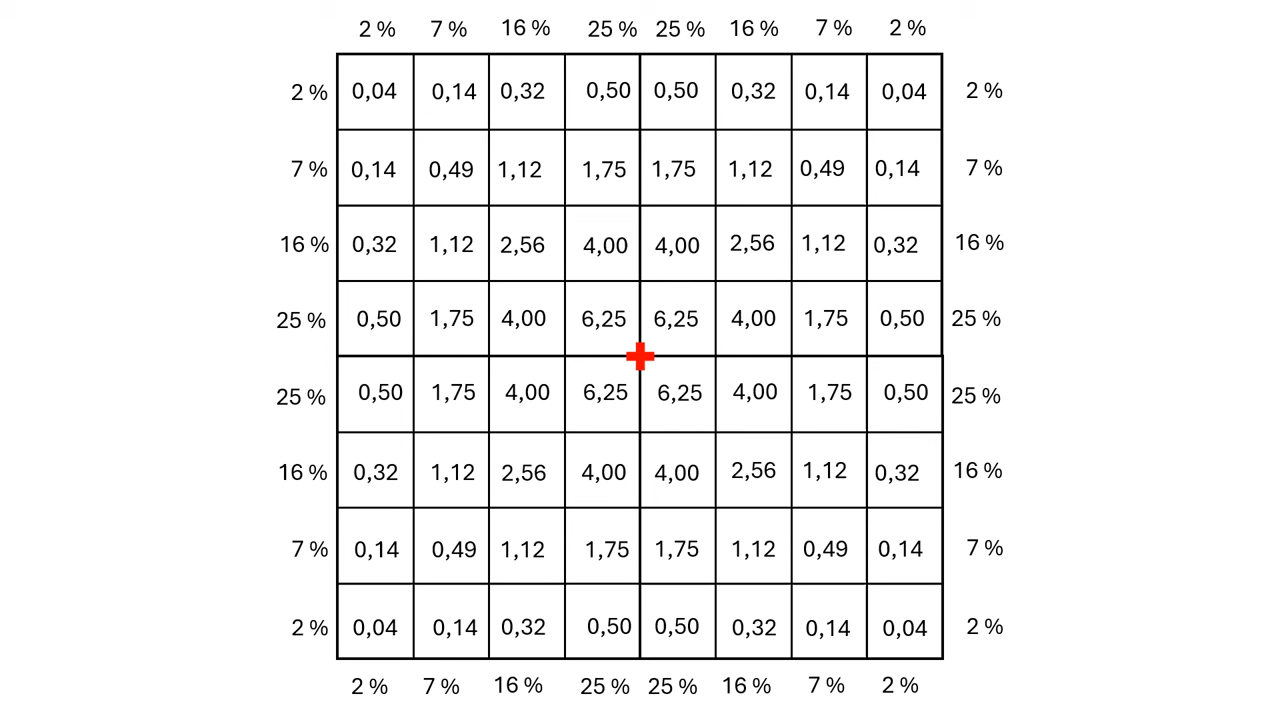 2 % 7 % 16 % 25 % 25 % 16 % 7 % 2 %
2 % 0,04 0,14 0,32 0,50 0,50 0,32 0,14 0,04 2 %
7 % 0,14 0,49 1,12 1,75 1,75 1,12 0,49 0,14 7 %
16 % 0,32 1,12 2,56 4,00 4,00 2,56 1,12 0,32 16 %
25 % 0,50 1,75 4,00 6,25 6,25 4,00 1,75 0,50 25 %
25 % 0,50 1,75 4,00 6,25 6,25 4,00 1,75 0,50 25 %
16 % 0,32 1,12 2,56 4,00 4,00 2,56 1,12 0,32 16 %
7 % 0,14 0,49 1,12 1,75 1,75 1,12 0,49 0,14 7 %
2 % 0,04 0,14 0,32 0,50 0,50 0,32 0,14 0,04 2 %
2 % 7 % 16 % 25 % 25 % 16 % 7 % 2 %